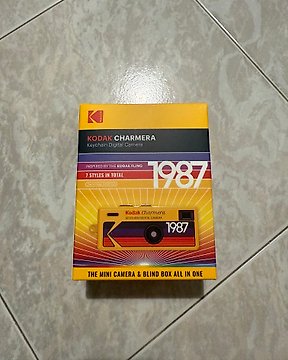 KODAK CHARMERA
Keychain Digital Camera
INSPIRED BY THE KODAK FLING
7 STYLES IN TOTAL
1987
Kodak Charmera
1987
THE MINI CAMERA & BLIND BOX ALL IN ONE